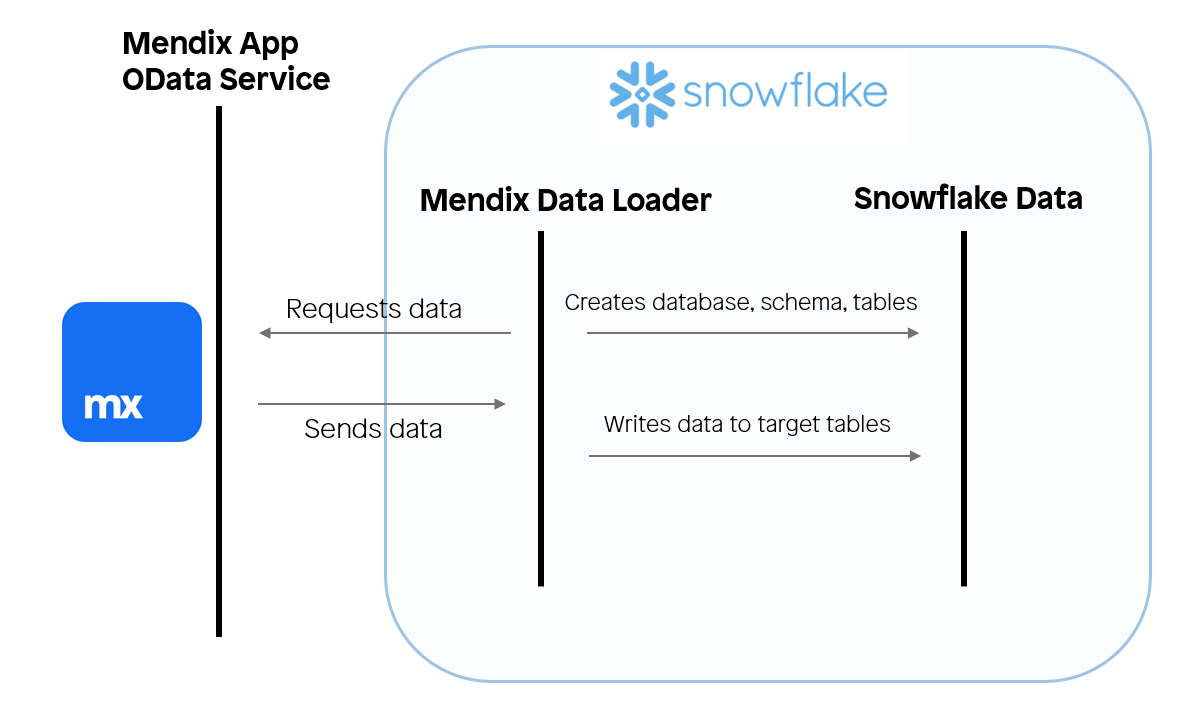 Mendix App
OData Service
snowflake
Mendix Data Loader
Snowflake Data
Requests data
Creates database, schema, tables
mx
Sends data
Writes data to target tables